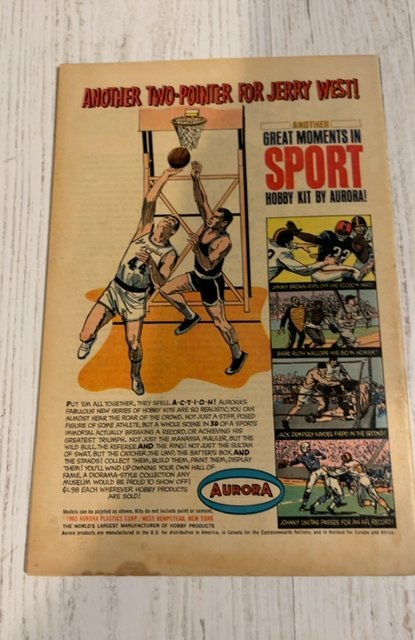 ANOTHER TWO-POINTER FOR JERRY WEST!
ANOTHER
GREAT MOMENTS IN
SPORT
HOBBY KIT BY AURORA!
44
32
JIMMY BROWN RIPS OFF HIS 10,000TH YARD!
BABE RUTH WALLOPS HIS 60TH HOMER!
JACK DEMPSEY KAYOES FIRPO IN THE SECOND!
JOHNNY UNITAS PASSES FOR AN AFL RECORD!
PUT 'EM ALL TOGETHER, THEY SPELL A-C-T-I-O-N! AURORA'S
FABULOUS NEW SERIES OF HOBBY KITS ARE SO REALISTIC, YOU CAN
ALMOST HEAR THE ROAR OF THE CROWD. NOT JUST A STIFF, POSED
FIGURE OF SOME ATHLETE, BUT A WHOLE SCENE IN 3D OF A SPORTS
IMMORTAL ACTUALLY BREAKING A RECORD, OR ACHIEVING HIS
GREATEST TRIUMPH. NOT JUST THE MANASSA MAULER, BUT THE
WILD BULL, THE REFEREE AND THE RING! NOT JUST THE SULTAN
OF SWAT, BUT THE CATCHER, THE UMP, THE BATTER'S BOX, AND
THE STANDS! COLLECT THEM, BUILD THEM, PAINT THEM, DISPLAY
THEM! YOU'LL WIND UP OWNING YOUR OWN HALL OF
FAME, A DIORAMA-STYLE COLLECTION ANY
MUSEUM WOULD BE PROUD TO SHOW OFF!
$1.98 EACH WHEREVER HOBBY PRODUCTS
ARE SOLD!
AURORA
Models can be painted as shown. Kits do not include paint or cement.
©1965 AURORA PLASTICS CORP., WEST HEMPSTEAD, NEW YORK
THE WORLD'S LARGEST MANUFACTURER OF HOBBY PRODUCTS
Aurora products are manufactured in the U.S. for distribution in America; in Canada for the Commonwealth Nations; and in Holland for Europe and Africa.